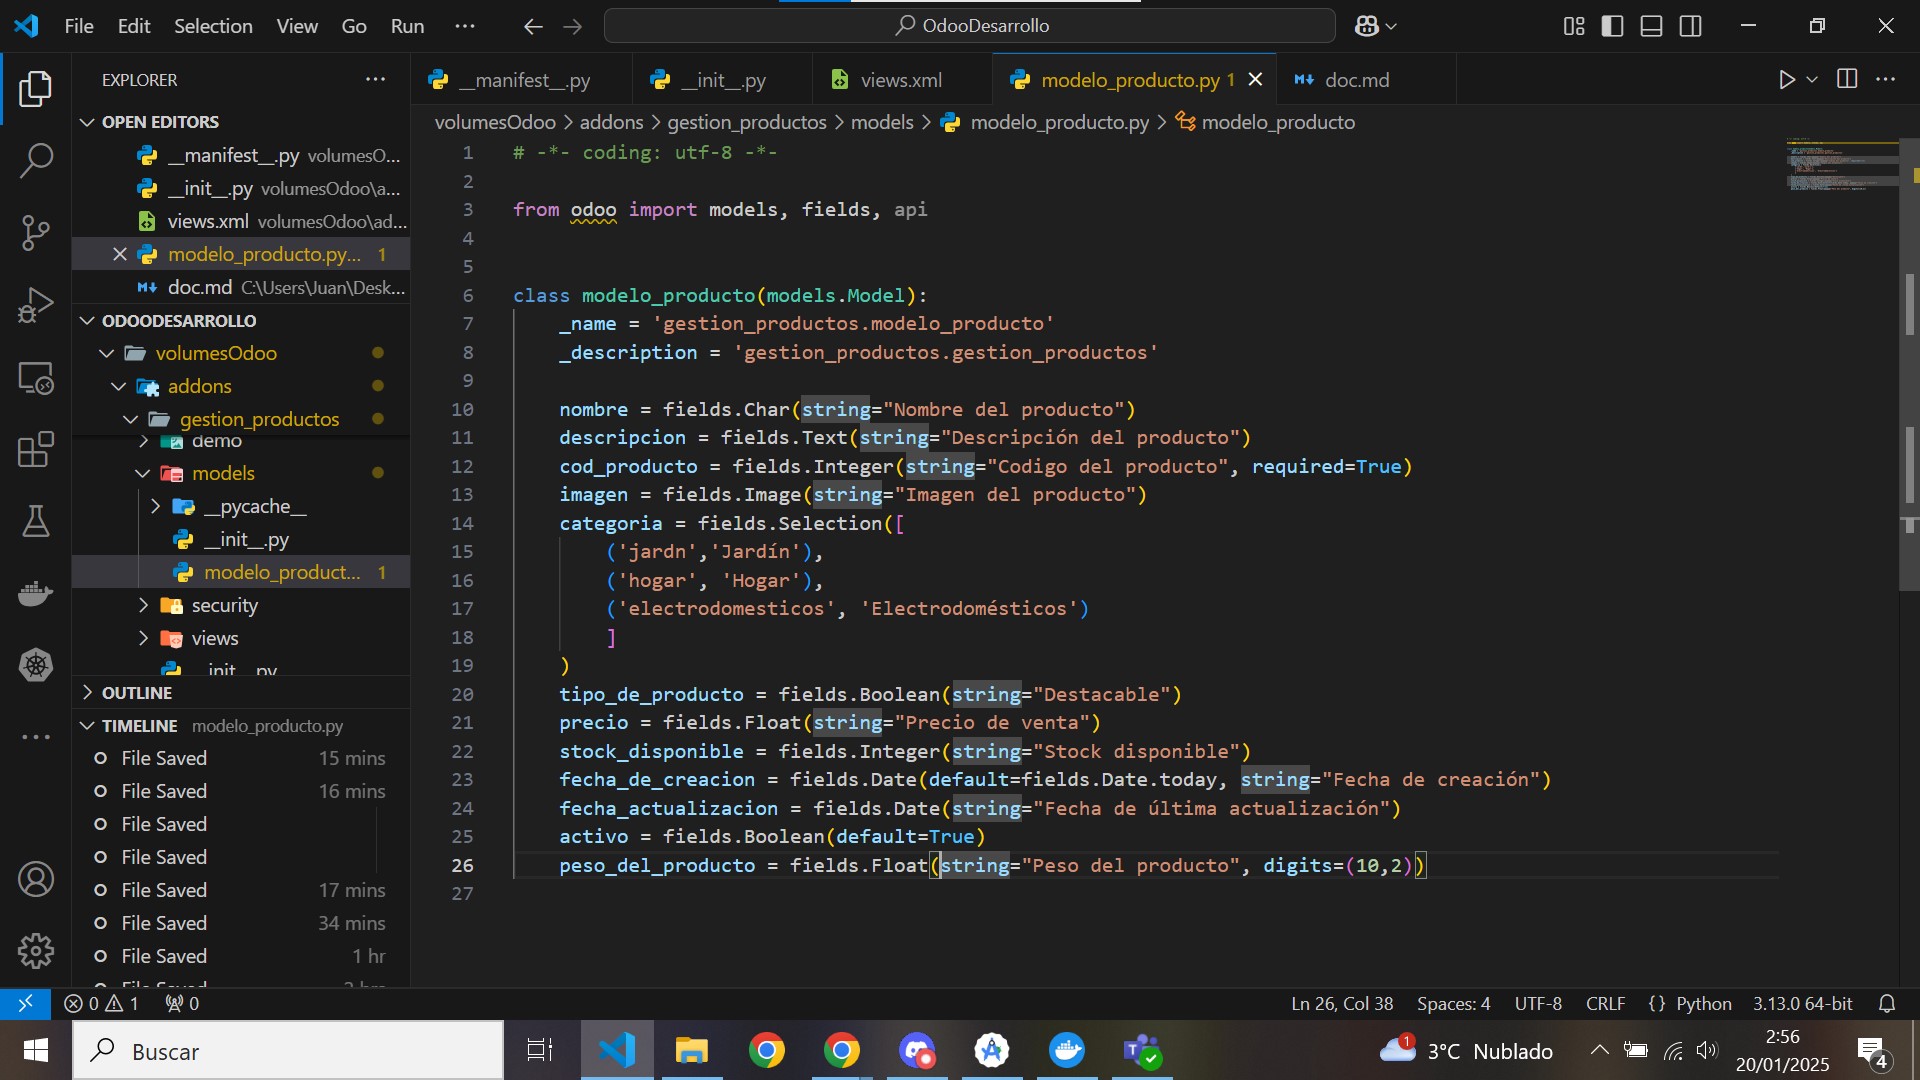 File Edit Selection View Go Run ··· OdooDesarrollo
EXPLORER ···
__manifest__.py __init__.py views.xml modelo_producto.py 1 doc.md
volumesOdoo > addons > gestion_productos > models > modelo_producto.py > modelo_producto
OPEN EDITORS
__manifest__.py volumesO...
__init__.py volumesOdoo\a...
views.xml volumesOdoo\ad...
modelo_producto.py... 1
doc.md C:\Users\Juan\Desk...
ODOODESARROLLO
volumesOdoo
addons
gestion_productos
demo
models
__pycache__
__init__.py
modelo_product... 1
security
views
__init__.py
OUTLINE
TIMELINE modelo_producto.py
File Saved 15 mins
File Saved 16 mins
File Saved
File Saved
File Saved 17 mins
File Saved 34 mins
File Saved 1 hr
1 # -*- coding: utf-8 -*-
2
3 from odoo import models, fields, api
4
5
6 class modelo_producto(models.Model):
7 _name = 'gestion_productos.modelo_producto'
8 _description = 'gestion_productos.gestion_productos'
9
10 nombre = fields.Char(string="Nombre del producto")
11 descripcion = fields.Text(string="Descripción del producto")
12 cod_producto = fields.Integer(string="Codigo del producto", required=True)
13 imagen = fields.Image(string="Imagen del producto")
14 categoria = fields.Selection([
15 ('jardn','Jardín'),
16 ('hogar', 'Hogar'),
17 ('electrodomesticos', 'Electrodomésticos')
18 ]
19 )
20 tipo_de_producto = fields.Boolean(string="Destacable")
21 precio = fields.Float(string="Precio de venta")
22 stock_disponible = fields.Integer(string="Stock disponible")
23 fecha_de_creacion = fields.Date(default=fields.Date.today, string="Fecha de creación")
24 fecha_actualizacion = fields.Date(string="Fecha de última actualización")
25 activo = fields.Boolean(default=True)
26 peso_del_producto = fields.Float(string="Peso del producto", digits=(10,2))
27
0 1 0 Ln 26, Col 38 Spaces: 4 UTF-8 CRLF {} Python 3.13.0 64-bit
Buscar 1 3°C Nublado 2:56
20/01/2025 4